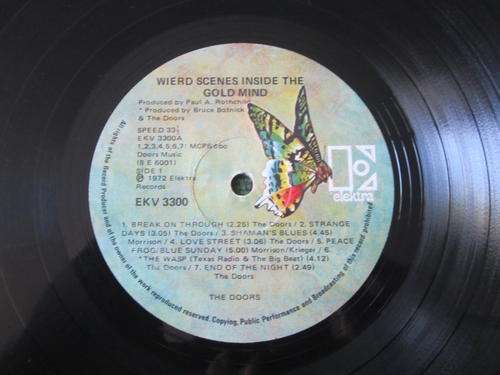 WIERD SCENES INSIDE THE
GOLD MIND
Produced by Paul A. Rothchild
* Produced by Bruce Botnick
& The Doors
SPEED 33⅓
EKV 3300A
1,2,3,4,5,6,7: MCPS/bbo
Doors Music
(8 E 6001)
SIDE 1
℗ 1972 Elektra
Records
EKV 3300
elektra
1. BREAK ON THROUGH (2.25) The Doors / 2. STRANGE
DAYS (3.05) The Doors / 3. SHAMAN'S BLUES (4.45)
Morrison / 4. LOVE STREET (3.06) The Doors / 5. PEACE
FROG/BLUE SUNDAY (5.00) Morrison/Krieger / 6.
*THE WASP (Texas Radio & The Big Beat) (4.12)
The Doors / 7. END OF THE NIGHT (2.49)
The Doors
THE DOORS
All rights of the Record Producer and of the owner of the work reproduced reserved. Copying, Public Performance and Broadcasting of this record prohibited